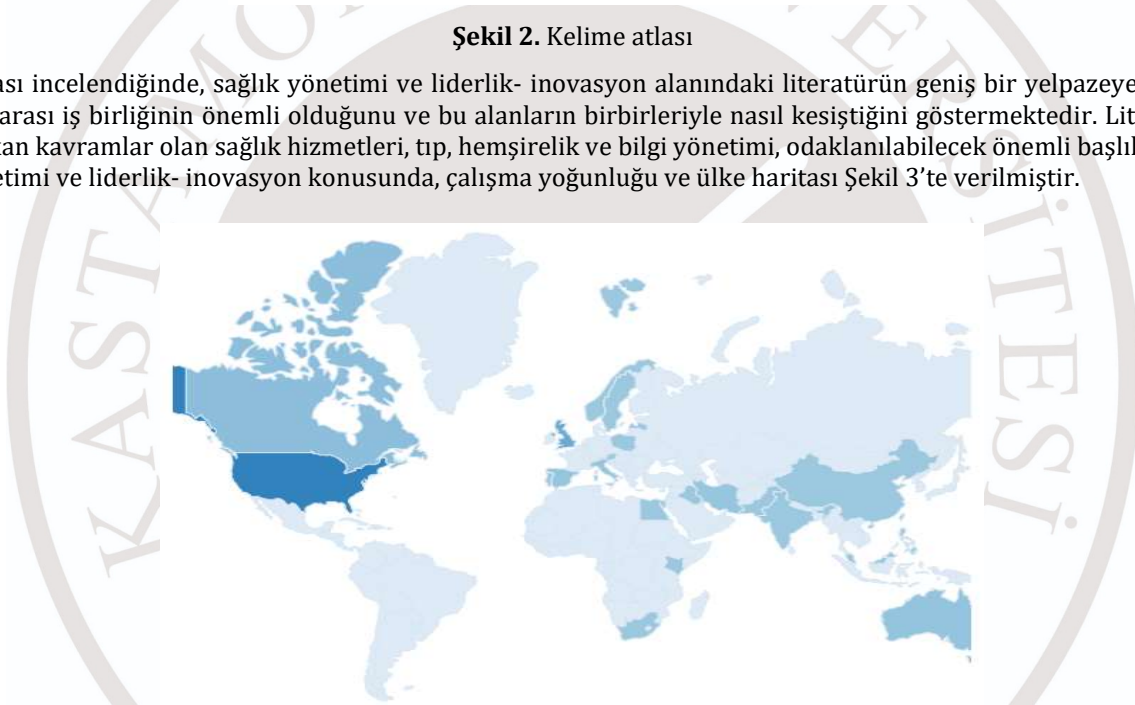 Şekil 2. Kelime atlası
ası incelendiğinde, sağlık yönetimi ve liderlik- inovasyon alanındaki literatürün geniş bir yelpazeye
arası iş birliğinin önemli olduğunu ve bu alanların birbirleriyle nasıl kesiştiğini göstermektedir. Lit
kan kavramlar olan sağlık hizmetleri, tıp, hemşirelik ve bilgi yönetimi, odaklanılabilecek önemli başlık
etimi ve liderlik- inovasyon konusunda, çalışma yoğunluğu ve ülke haritası Şekil 3’te verilmiştir.